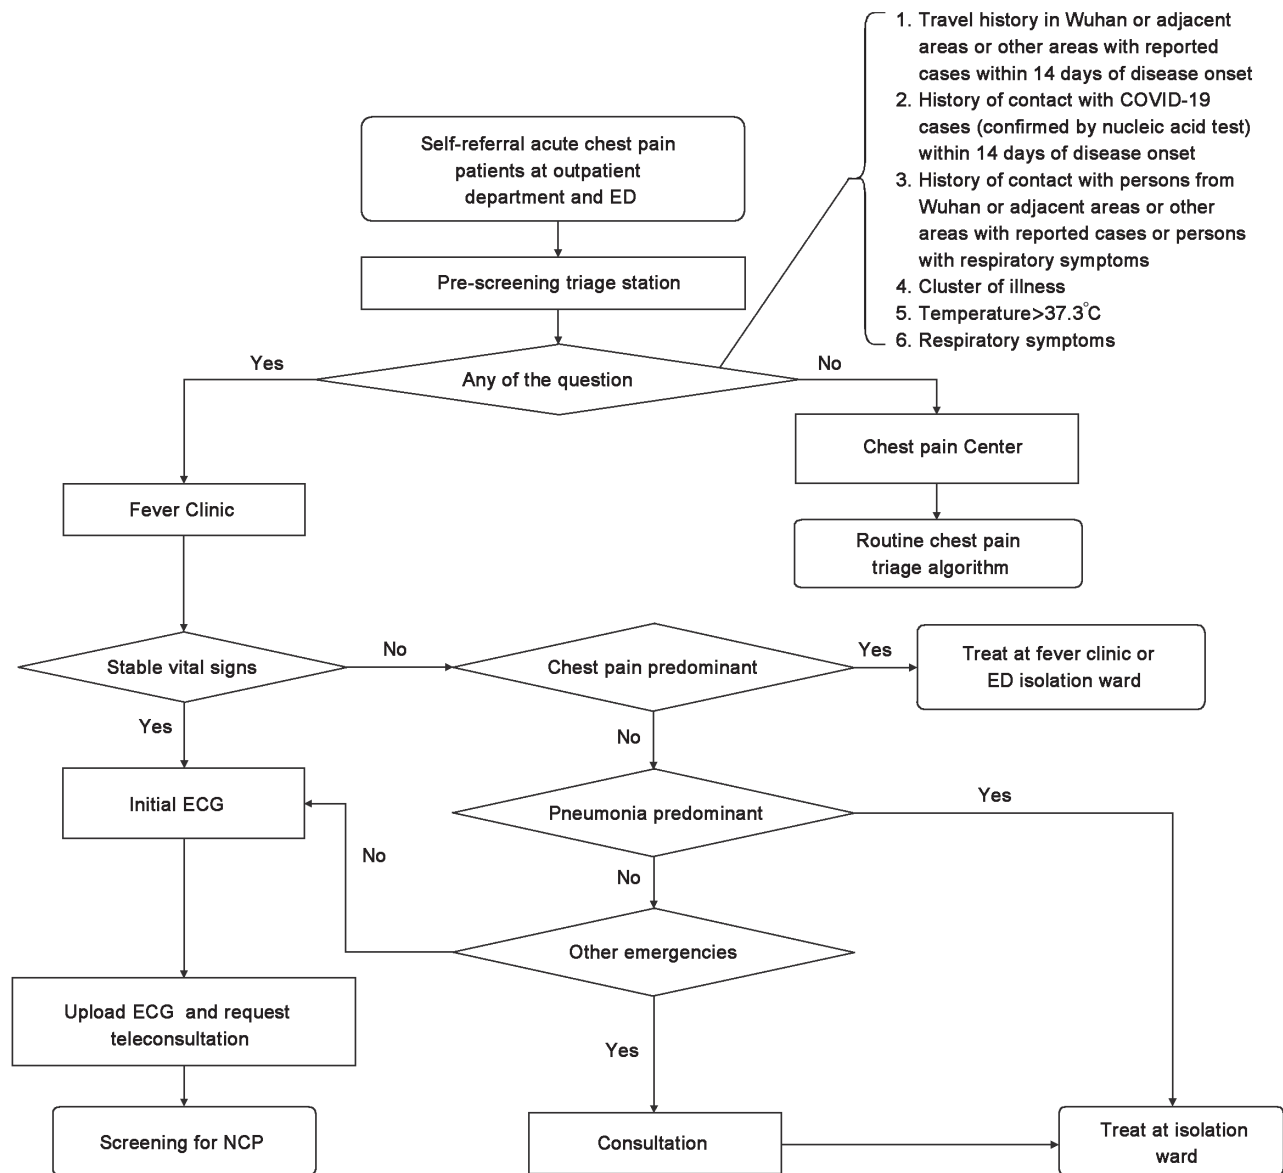 1. Travel history in Wuhan or adjacent
areas or other areas with reported
cases within 14 days of disease onset
2. History of contact with COVID-19
cases (confirmed by nucleic acid test)
within 14 days of disease onset
3. History of contact with persons from
Wuhan or adjacent areas or other
areas with reported cases or persons
with respiratory symptoms
4. Cluster of illness
5. Temperature>37.3°C
6. Respiratory symptoms
Self-referral acute chest pain
patients at outpatient
department and ED
Pre-screening triage station
Yes
Any of the question
No
Chest pain Center
Fever Clinic
Routine chest pain
triage algorithm
Stable vital signs
No
Chest pain predominant
Yes
Treat at fever clinic or
ED isolation ward
Yes
No
Initial ECG
Pneumonia predominant
Yes
No
No
Other emergencies
Upload ECG and request
teleconsultation
Yes
Screening for NCP
Consultation
Treat at isolation
ward